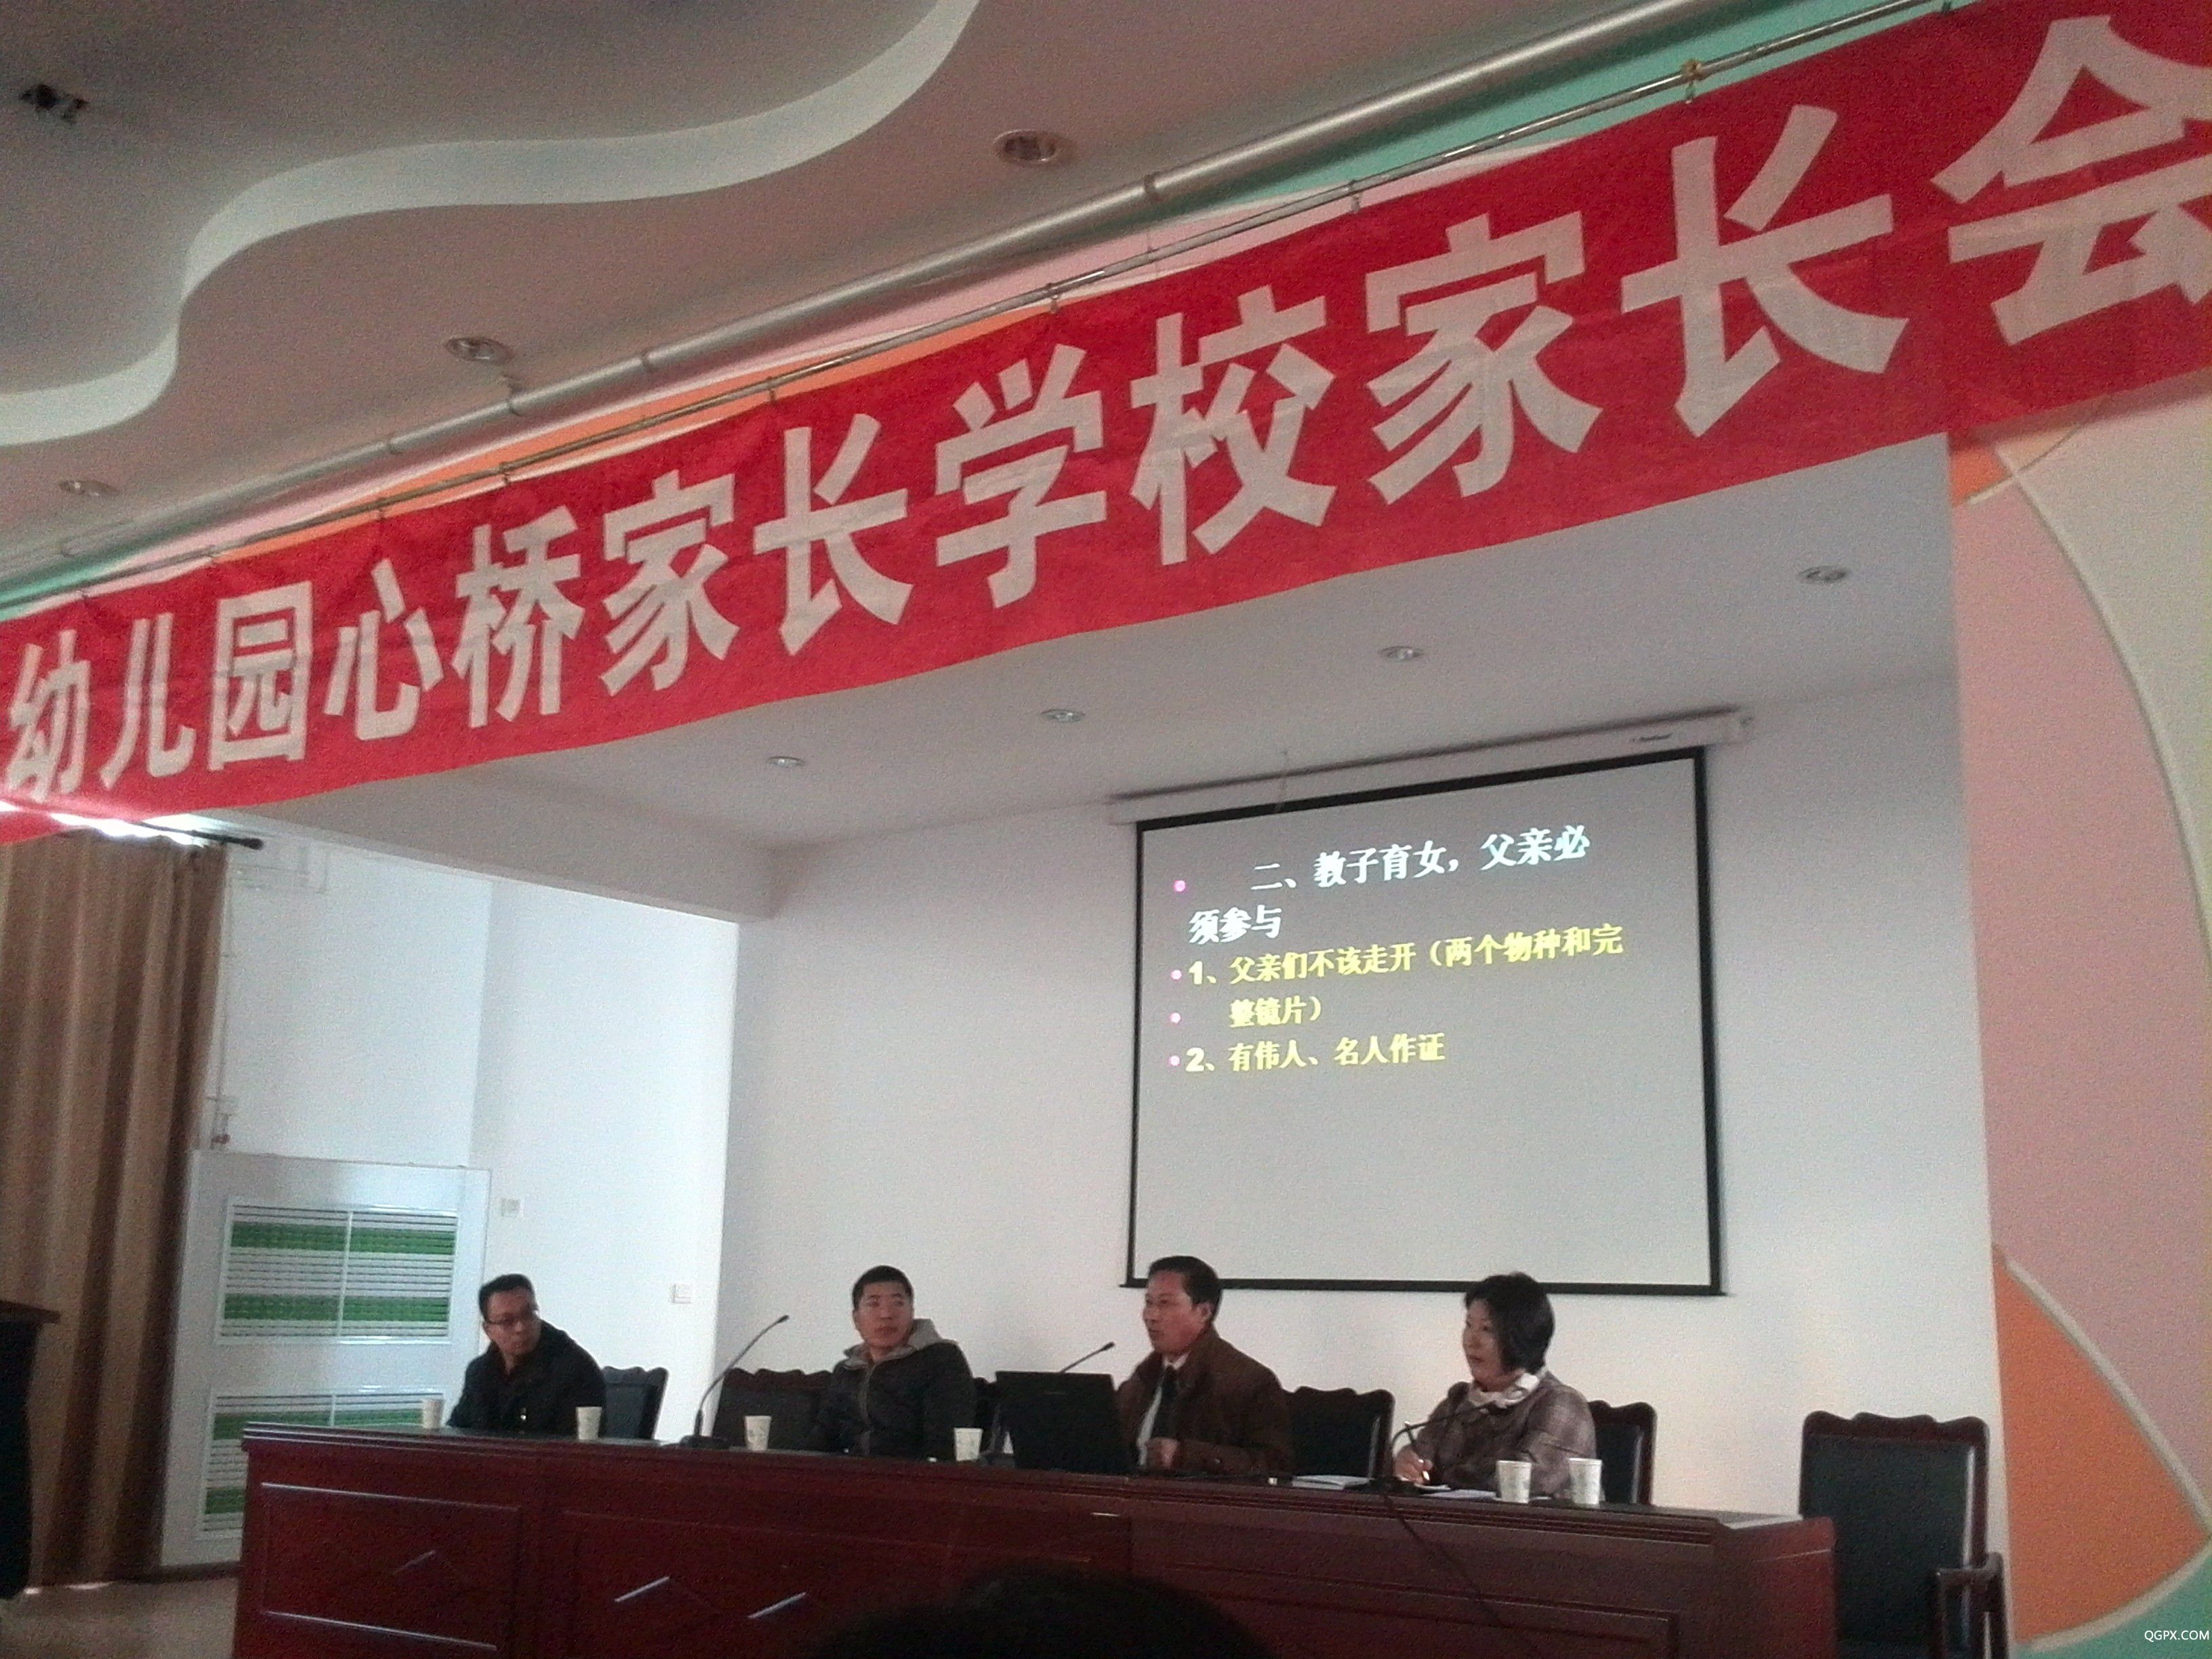 幼儿园心桥家长学校家长会
二、教子育女，父亲必
须参与
1、父亲们不该走开（两个物种和完
整镜片）
2、有伟人、名人作证
QGPX.COM